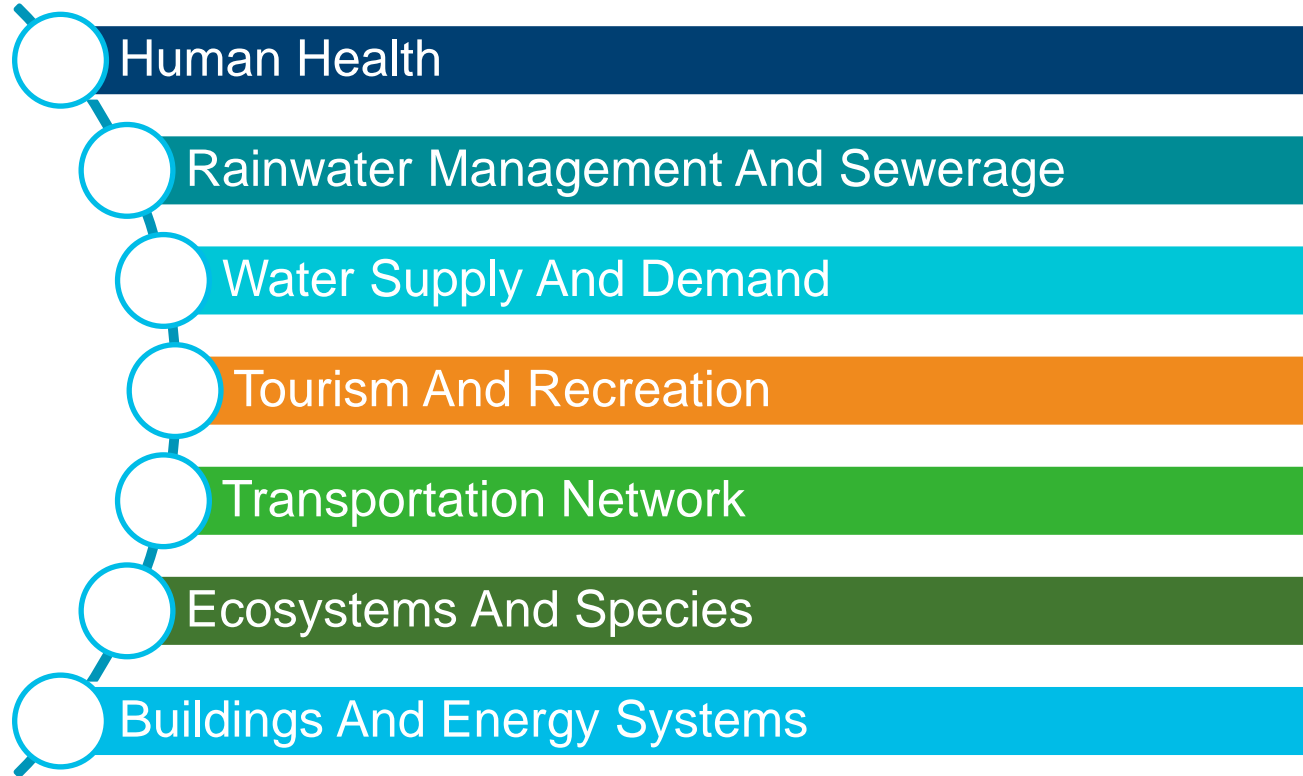 Human Health
Rainwater Management And Sewerage
Water Supply And Demand
Tourism And Recreation
Transportation Network
Ecosystems And Species
Buildings And Energy Systems